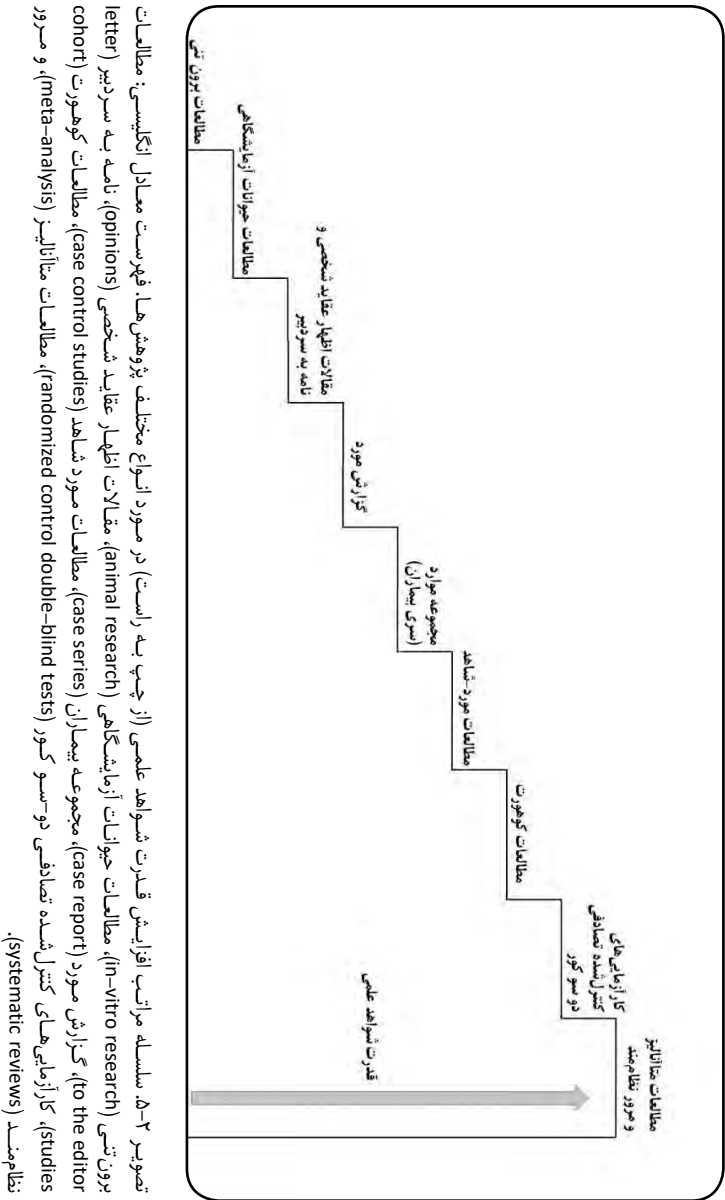 مطالعات متاآنالیز
و مرور نظام‌مند
کارآزمایی‌های
کنترل‌شده تصادفی
دو سو کور
مطالعات کوهورت
مطالعات مورد-شاهد
مجموعه موارد
(سری بیماران)
گزارش مورد
مقالات اظهار عقاید شخصی و
نامه به سردبیر
مطالعات حیوانات آزمایشگاهی
مطالعات برون تنی
قدرت شواهد علمی
تصویر ۲–۵. سلسله مراتب افزایش قدرت شواهد علمی (از چپ به راست) در مورد انواع مختلف پژوهش‌ها. فهرست معادل انگلیسی: مطالعات
برون‌تنی (in–vitro research)، مطالعات حیوانات آزمایشگاهی (animal research)، مقالات اظهار عقاید شخصی (opinions)، نامه به سردبیر (letter
to the editor)، گزارش مورد (case report)، مجموعه بیماران (case series)، مطالعات مورد شاهد (case control studies)، مطالعات کوهورت (cohort
studies)، کارآزمایی‌های کنترل‌شده تصادفی دو–سو کور (randomized control double–blind tests)، مطالعات متاآنالیز (meta–analysis)، و مرور
نظام‌مند (systematic reviews).